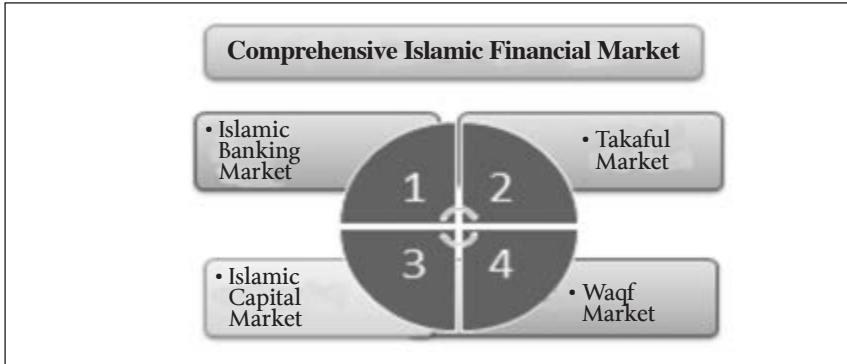 Comprehensive Islamic Financial Market
• Islamic
Banking
Market
• Takaful
Market
1
2
3
4
• Islamic
Capital
Market
• Waqf
Market